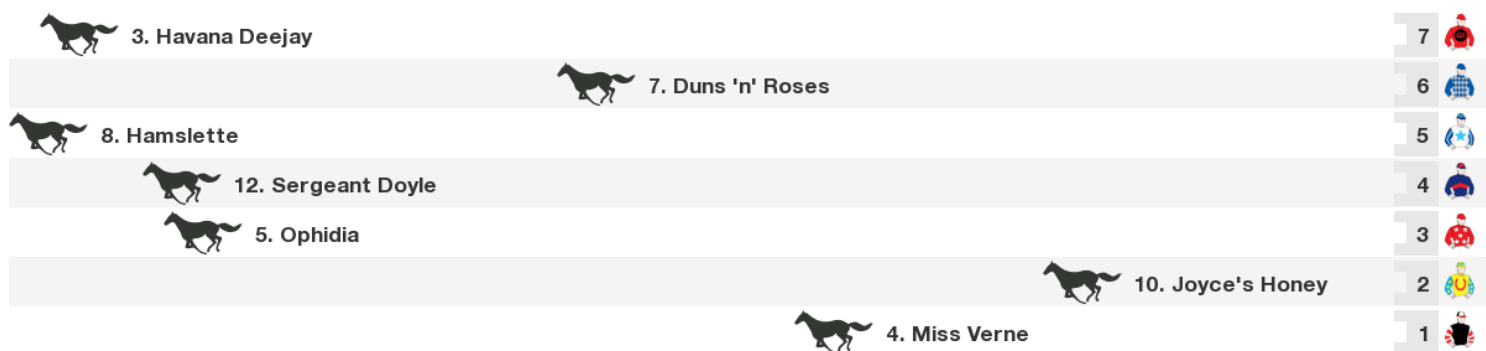 3. Havana Deejay 7
7. Duns 'n' Roses 6
8. Hamslette 5
12. Sergeant Doyle 4
5. Ophidia 3
10. Joyce's Honey 2
4. Miss Verne 1